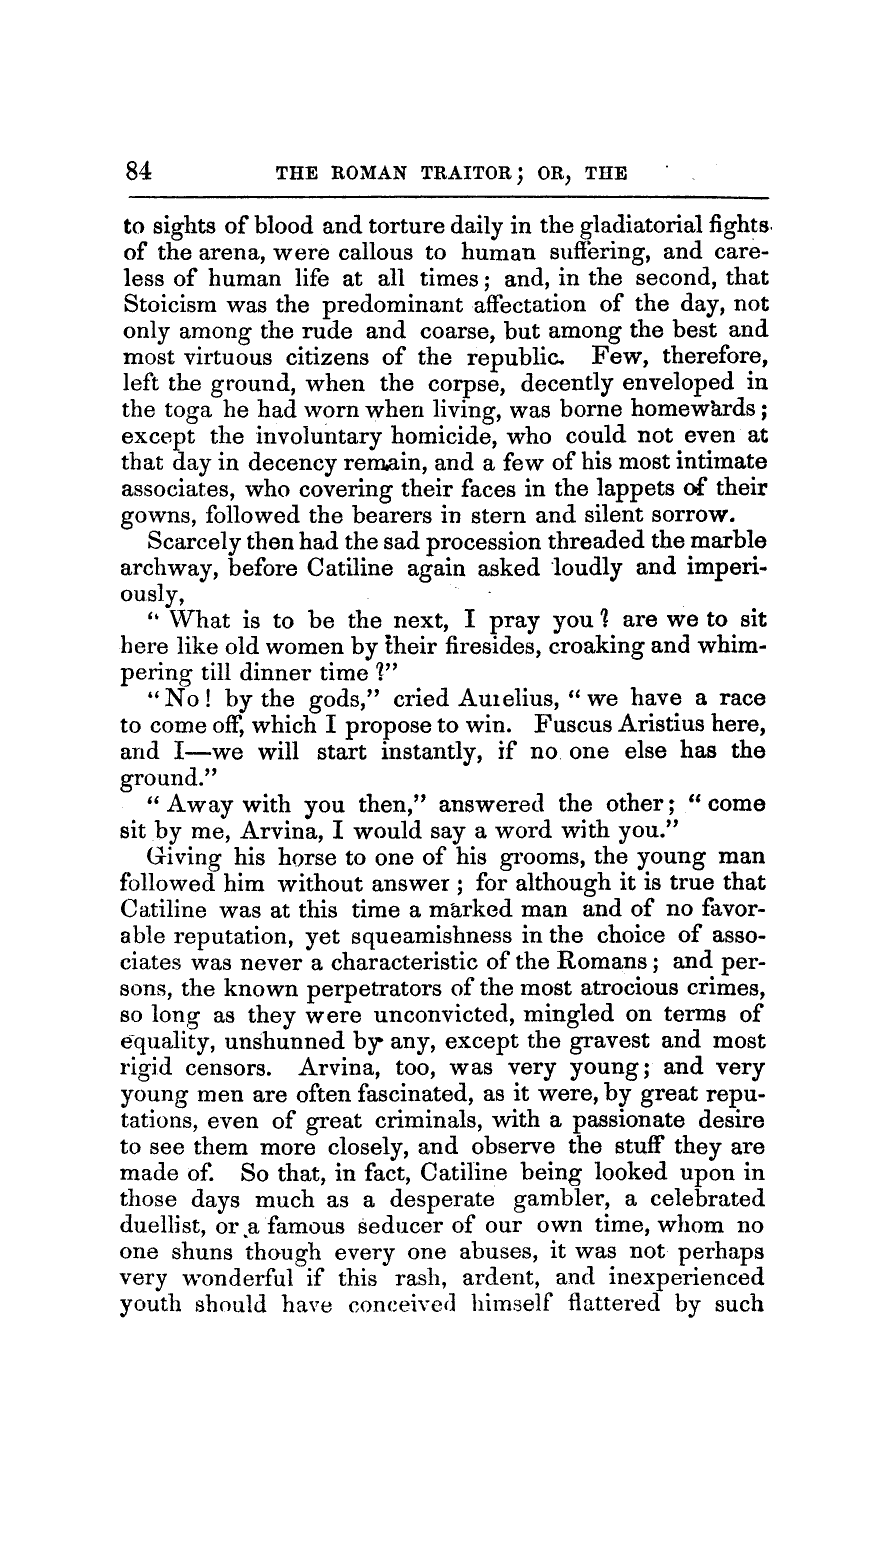 84 THE ROMAN TRAITOR; OR, THE
to sights of blood and torture daily in the gladiatorial fights
of the arena, were callous to human suffering, and care-
less of human life at all times; and, in the second, that
Stoicism was the predominant affectation of the day, not
only among the rude and coarse, but among the best and
most virtuous citizens of the republic. Few, therefore,
left the ground, when the corpse, decently enveloped in
the toga he had worn when living, was borne homewards;
except the involuntary homicide, who could not even at
that day in decency remain, and a few of his most intimate
associates, who covering their faces in the lappets of their
gowns, followed the bearers in stern and silent sorrow.
Scarcely then had the sad procession threaded the marble
archway, before Catiline again asked loudly and imperi-
ously,
“What is to be the next, I pray you? are we to sit
here like old women by their firesides, croaking and whim-
pering till dinner time?”
“No! by the gods,” cried Aurelius, “we have a race
to come off, which I propose to win. Fuscus Aristius here,
and I—we will start instantly, if no one else has the
ground.”
“Away with you then,” answered the other; “come
sit by me, Arvina, I would say a word with you.”
Giving his horse to one of his grooms, the young man
followed him without answer; for although it is true that
Catiline was at this time a marked man and of no favor-
able reputation, yet squeamishness in the choice of asso-
ciates was never a characteristic of the Romans; and per-
sons, the known perpetrators of the most atrocious crimes,
so long as they were unconvicted, mingled on terms of
equality, unshunned by any, except the gravest and most
rigid censors. Arvina, too, was very young; and very
young men are often fascinated, as it were, by great repu-
tations, even of great criminals, with a passionate desire
to see them more closely, and observe the stuff they are
made of. So that, in fact, Catiline being looked upon in
those days much as a desperate gambler, a celebrated
duellist, or a famous seducer of our own time, whom no
one shuns though every one abuses, it was not perhaps
very wonderful if this rash, ardent, and inexperienced
youth should have conceived himself flattered by such